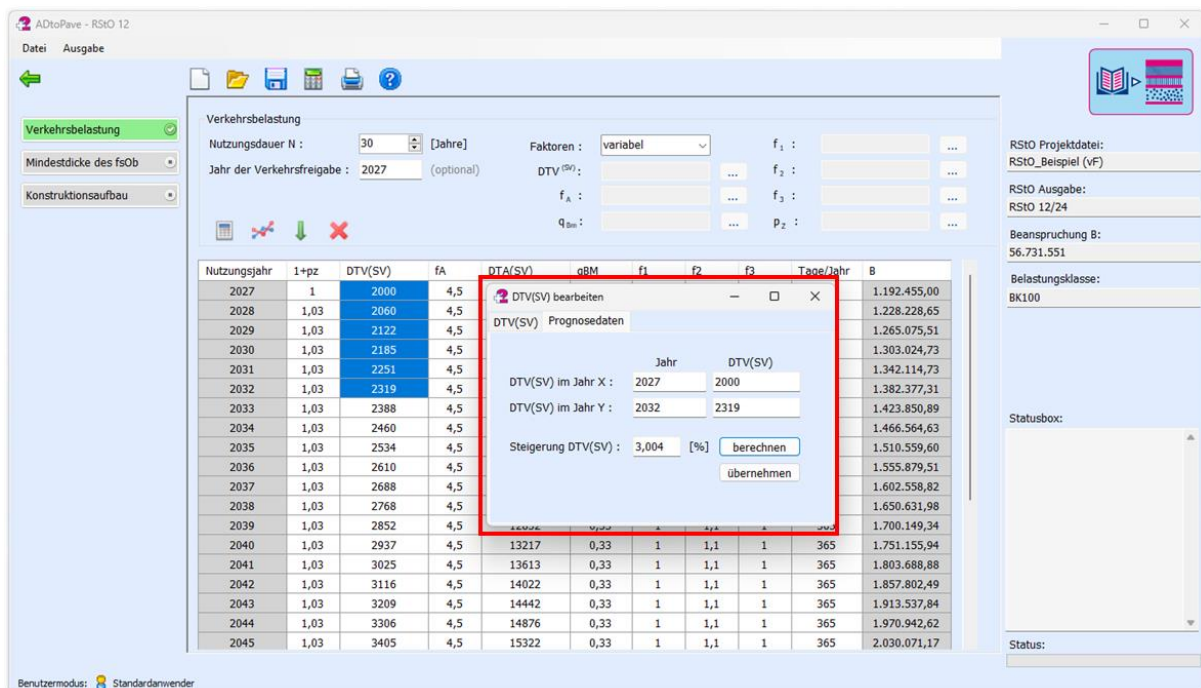 ADtoPave - RStO 12
Datei Ausgabe
Verkehrsbelastung
Mindestdicke des fsOb
Konstruktionsaufbau
Verkehrsbelastung
Nutzungsdauer N : 30 [Jahre] Faktoren : variabel f₁ : ...
Jahr der Verkehrsfreigabe : 2027 (optional) DTV (SV): ... f₂ : ...
fA : ... f₃ : ...
qBm : ... p₂ : ...
Nutzungsjahr 1+pz DTV(SV) fA DTA(SV) qBM f1 f2 f3 Tage/Jahr B
2027 1 2000 4,5 1.192.455,00
2028 1,03 2060 4,5 1.228.228,65
2029 1,03 2122 4,5 1.265.075,51
2030 1,03 2185 4,5 1.303.024,73
2031 1,03 2251 4,5 1.342.114,73
2032 1,03 2319 4,5 1.382.377,31
2033 1,03 2388 4,5 1.423.850,89
2034 1,03 2460 4,5 1.466.564,63
2035 1,03 2534 4,5 1.510.559,60
2036 1,03 2610 4,5 1.555.879,51
2037 1,03 2688 4,5 1.602.558,82
2038 1,03 2768 4,5 1.650.631,98
2039 1,03 2852 4,5 1.700.149,34
2040 1,03 2937 4,5 13217 0,33 1 1,1 1 365 1.751.155,94
2041 1,03 3025 4,5 13613 0,33 1 1,1 1 365 1.803.688,88
2042 1,03 3116 4,5 14022 0,33 1 1,1 1 365 1.857.802,49
2043 1,03 3209 4,5 14442 0,33 1 1,1 1 365 1.913.537,84
2044 1,03 3306 4,5 14876 0,33 1 1,1 1 365 1.970.942,62
2045 1,03 3405 4,5 15322 0,33 1 1,1 1 365 2.030.071,17
DTV(SV) bearbeiten
DTV(SV) Prognosedaten
Jahr DTV(SV)
DTV(SV) im Jahr X : 2027 2000
DTV(SV) im Jahr Y : 2032 2319
Steigerung DTV(SV) : 3,004 [%] berechnen
übernehmen
RStO Projektdatei:
RStO_Beispiel (vF)
RStO Ausgabe:
RStO 12/24
Beanspruchung B:
56.731.551
Belastungsklasse:
BK100
Statusbox:
Status:
Benutzermodus: Standardanwender